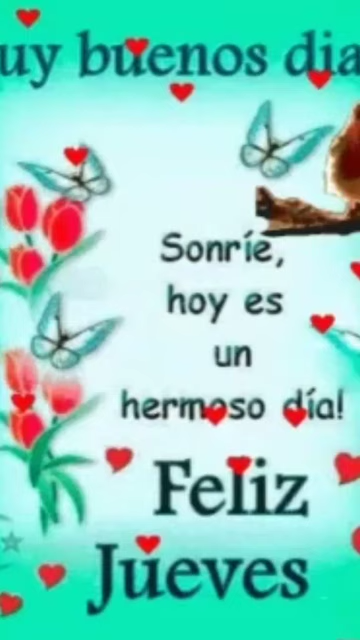 uy buenos dia
Sonríe,
hoy es
un
hermoso día!
Feliz
Jueves